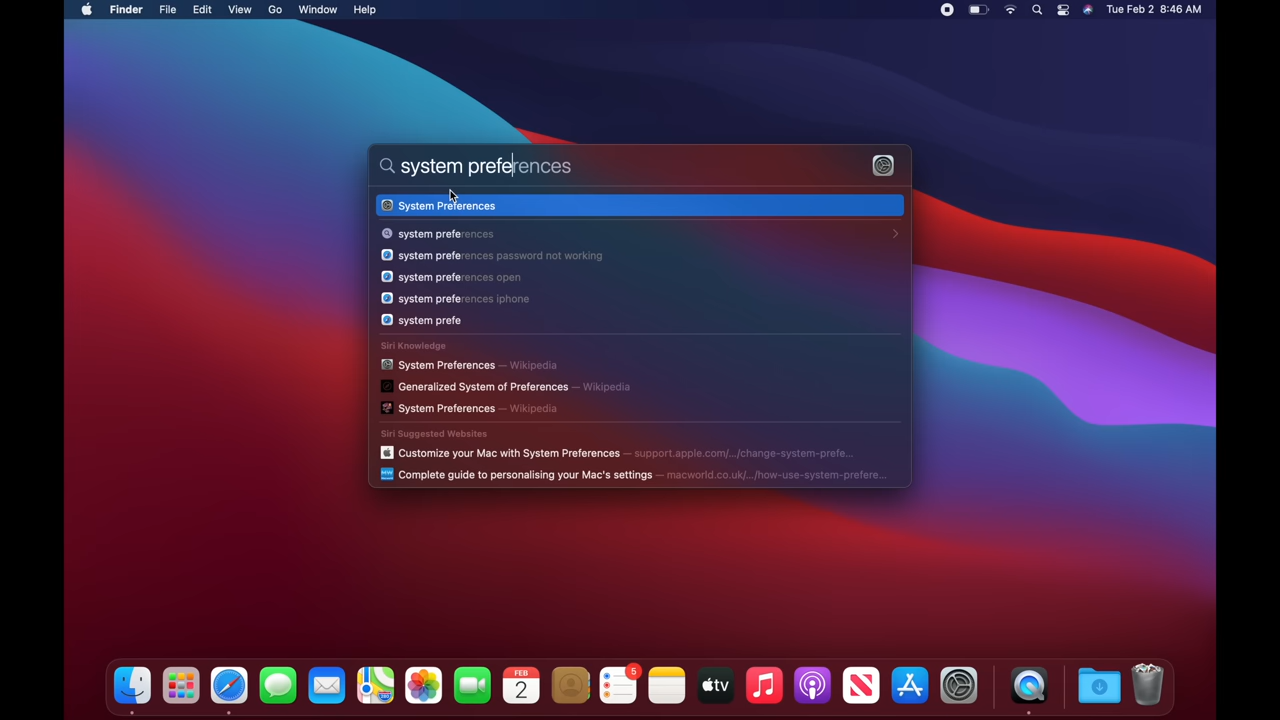 Finder File Edit View Go Window Help Tue Feb 2 8:46 AM
system preferences
System Preferences
system preferences
system preferences password not working
system preferences open
system preferences iphone
system prefe
Siri Knowledge
System Preferences — Wikipedia
Generalized System of Preferences — Wikipedia
System Preferences — Wikipedia
Siri Suggested Websites
Customize your Mac with System Preferences — support.apple.com/.../change-system-prefe...
Complete guide to personalising your Mac's settings — macworld.co.uk/.../how-use-system-prefere...
FEB
2
5
tv